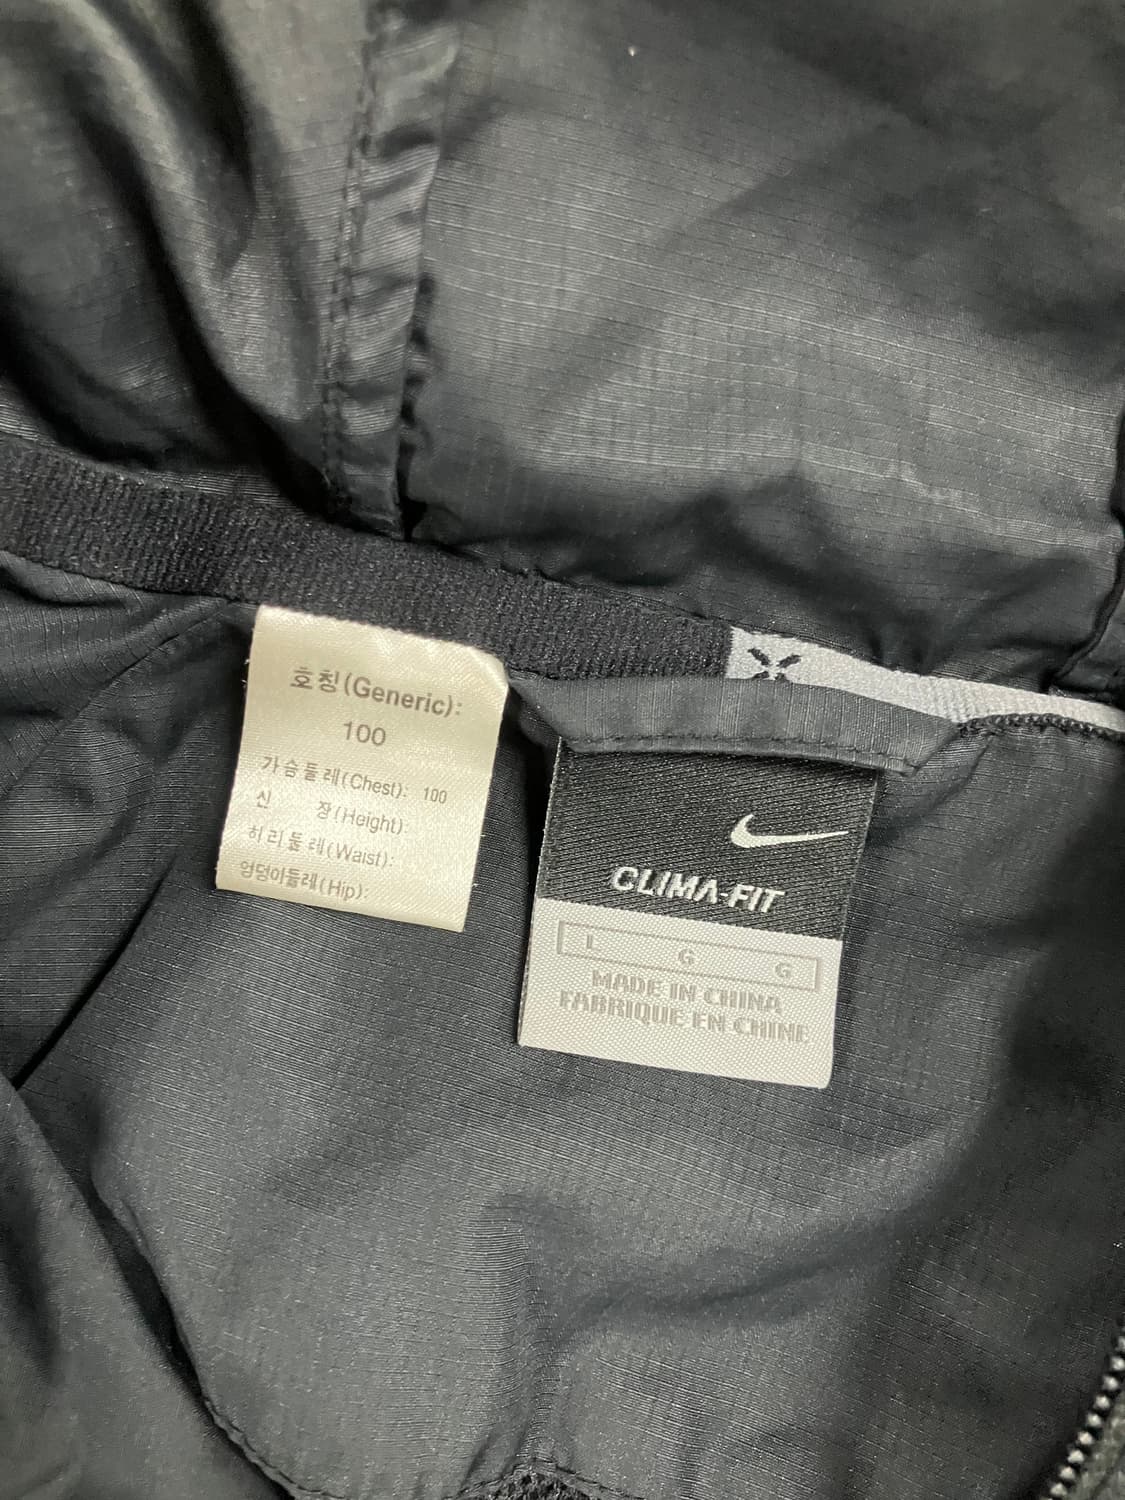 호칭(Generic):
100
가슴둘레(Chest): 100
신 장(Height):
허리둘레(Waist):
엉덩이둘레(Hip):
CLIMA-FIT
L G G
MADE IN CHINA
FABRIQUE EN CHINE